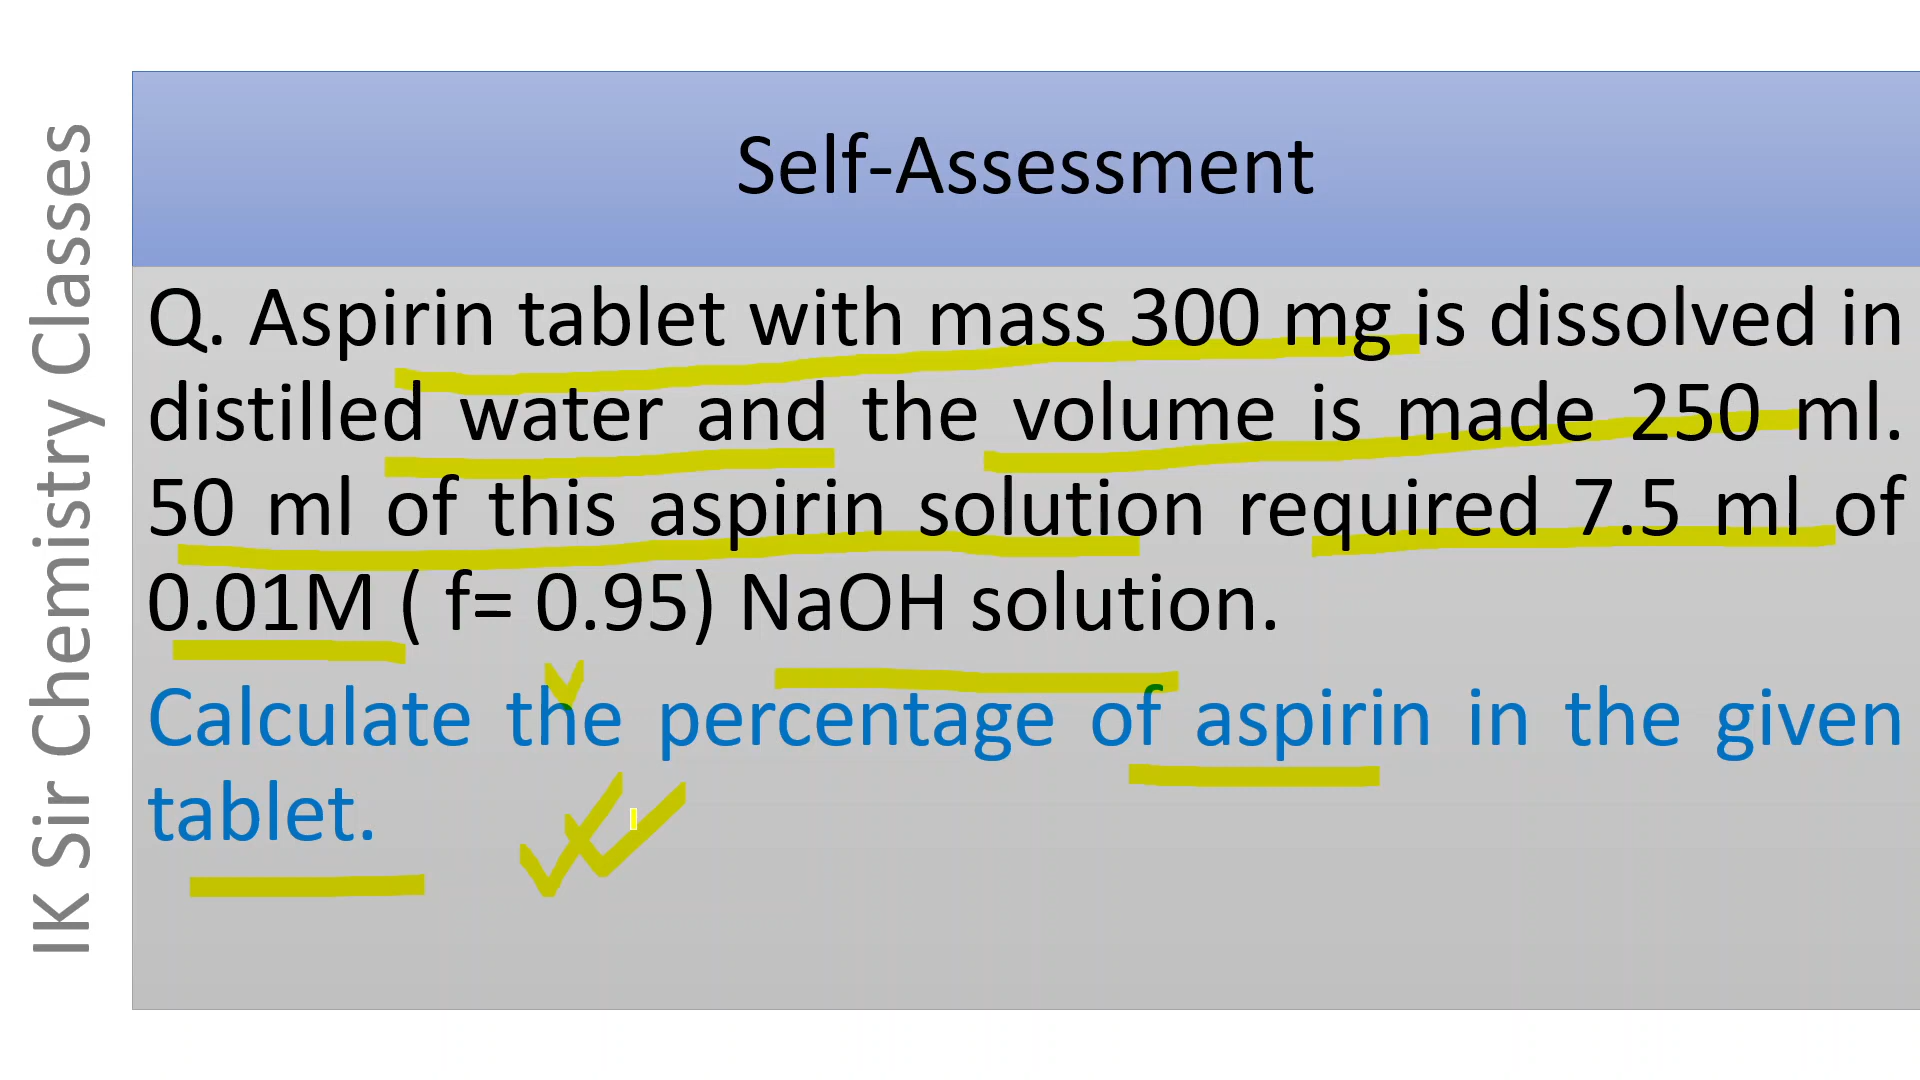 IK Sir Chemistry Classes
Self-Assessment
Q. Aspirin tablet with mass 300 mg is dissolved in
distilled water and the volume is made 250 ml.
50 ml of this aspirin solution required 7.5 ml of
0.01M ( f= 0.95) NaOH solution.
Calculate the percentage of aspirin in the given
tablet.